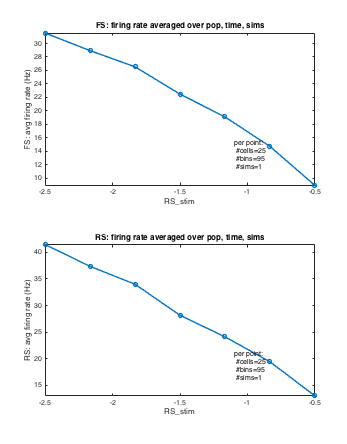 FS: firing rate averaged over pop, time, sims
FS: avg firing rate (Hz)
30
28
26
24
22
20
18
16
14
12
10
per point:
#cells=25
#bins=95
#sims=1
-2.5
-2
-1.5
-1
-0.5
RS_stim
RS: firing rate averaged over pop, time, sims
RS: avg firing rate (Hz)
40
35
30
25
20
15
per point:
#cells=25
#bins=95
#sims=1
-2.5
-2
-1.5
-1
-0.5
RS_stim